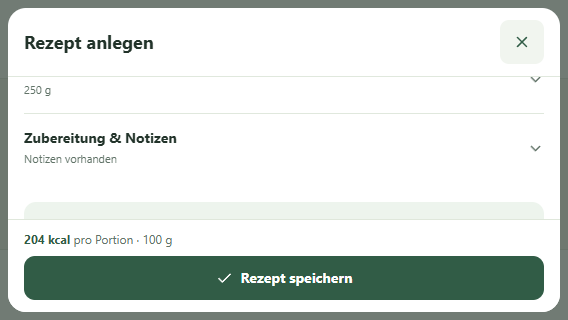 Rezept anlegen
250 g
Zubereitung & Notizen
Notizen vorhanden
204 kcal pro Portion · 100 g
Rezept speichern